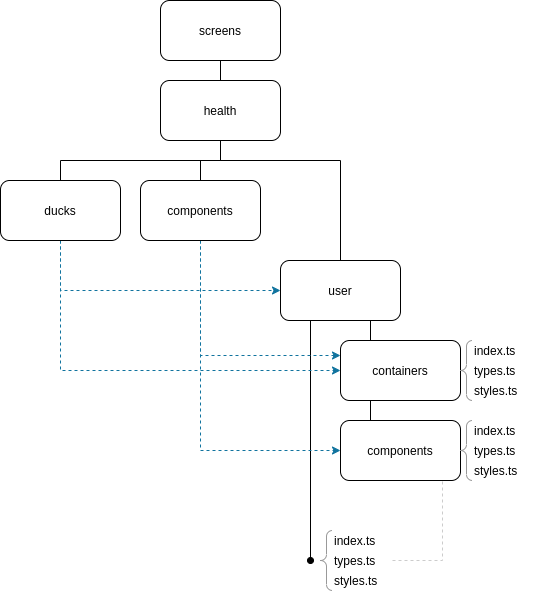 screens
health
ducks
components
user
containers
index.ts
types.ts
styles.ts
components
index.ts
types.ts
styles.ts
index.ts
types.ts
styles.ts